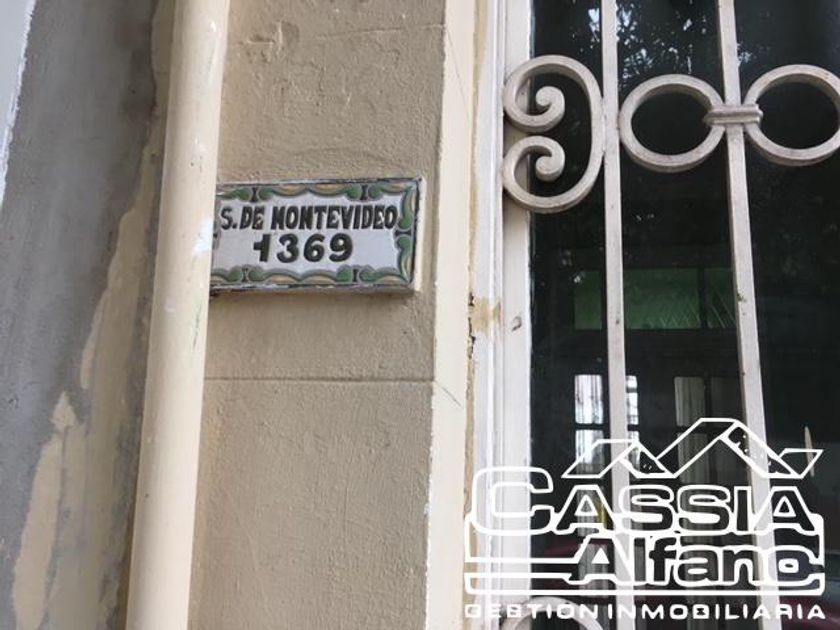 S. DE MONTEVIDEO
1369
CASSIA
Alfano
GESTION INMOBILIARIA